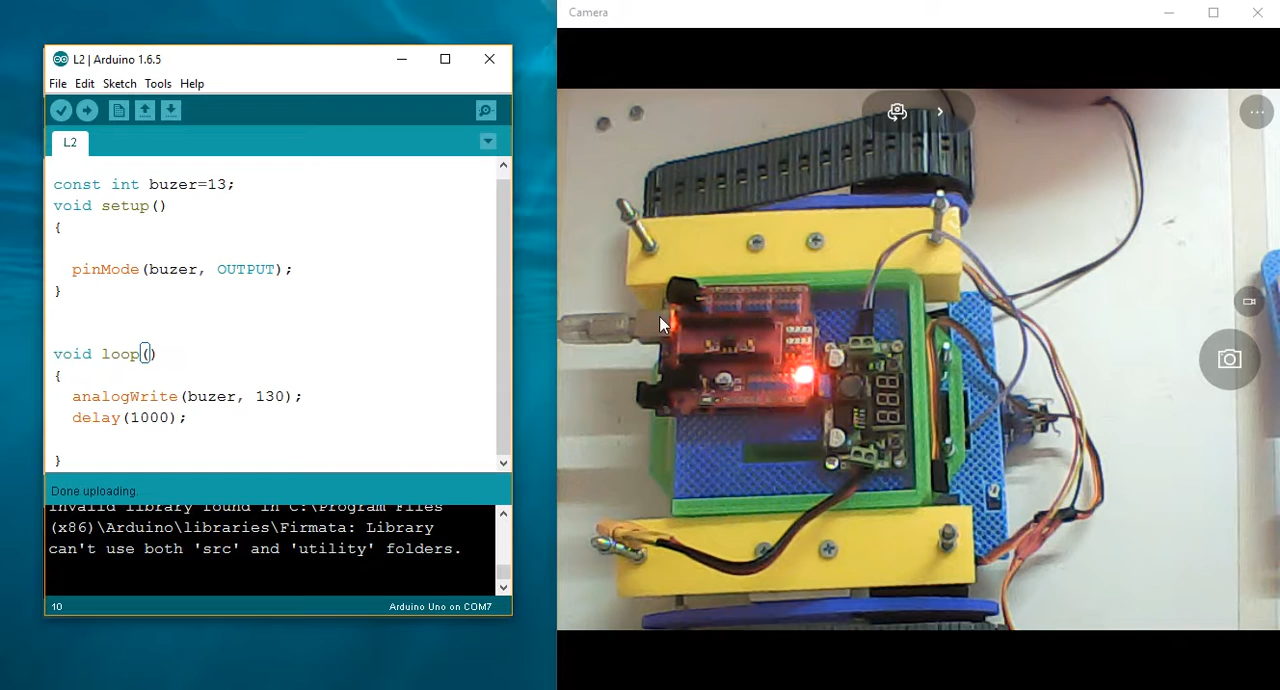 Camera
L2 | Arduino 1.6.5
File Edit Sketch Tools Help
L2
const int buzer=13;
void setup()
{
pinMode(buzer, OUTPUT);
}
void loop()
{
analogWrite(buzer, 130);
delay(1000);
}
Done uploading.
Invalid library found in C:\Program Files
(x86)\Arduino\libraries\Firmata: Library
can't use both 'src' and 'utility' folders.
10
Arduino Uno on COM7